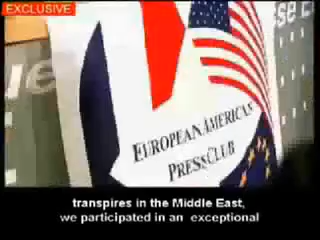 EXCLUSIVE
EUROPEAN AMERICAN
PRESS CLUB
transpires in the Middle East,
we participated in an exceptional